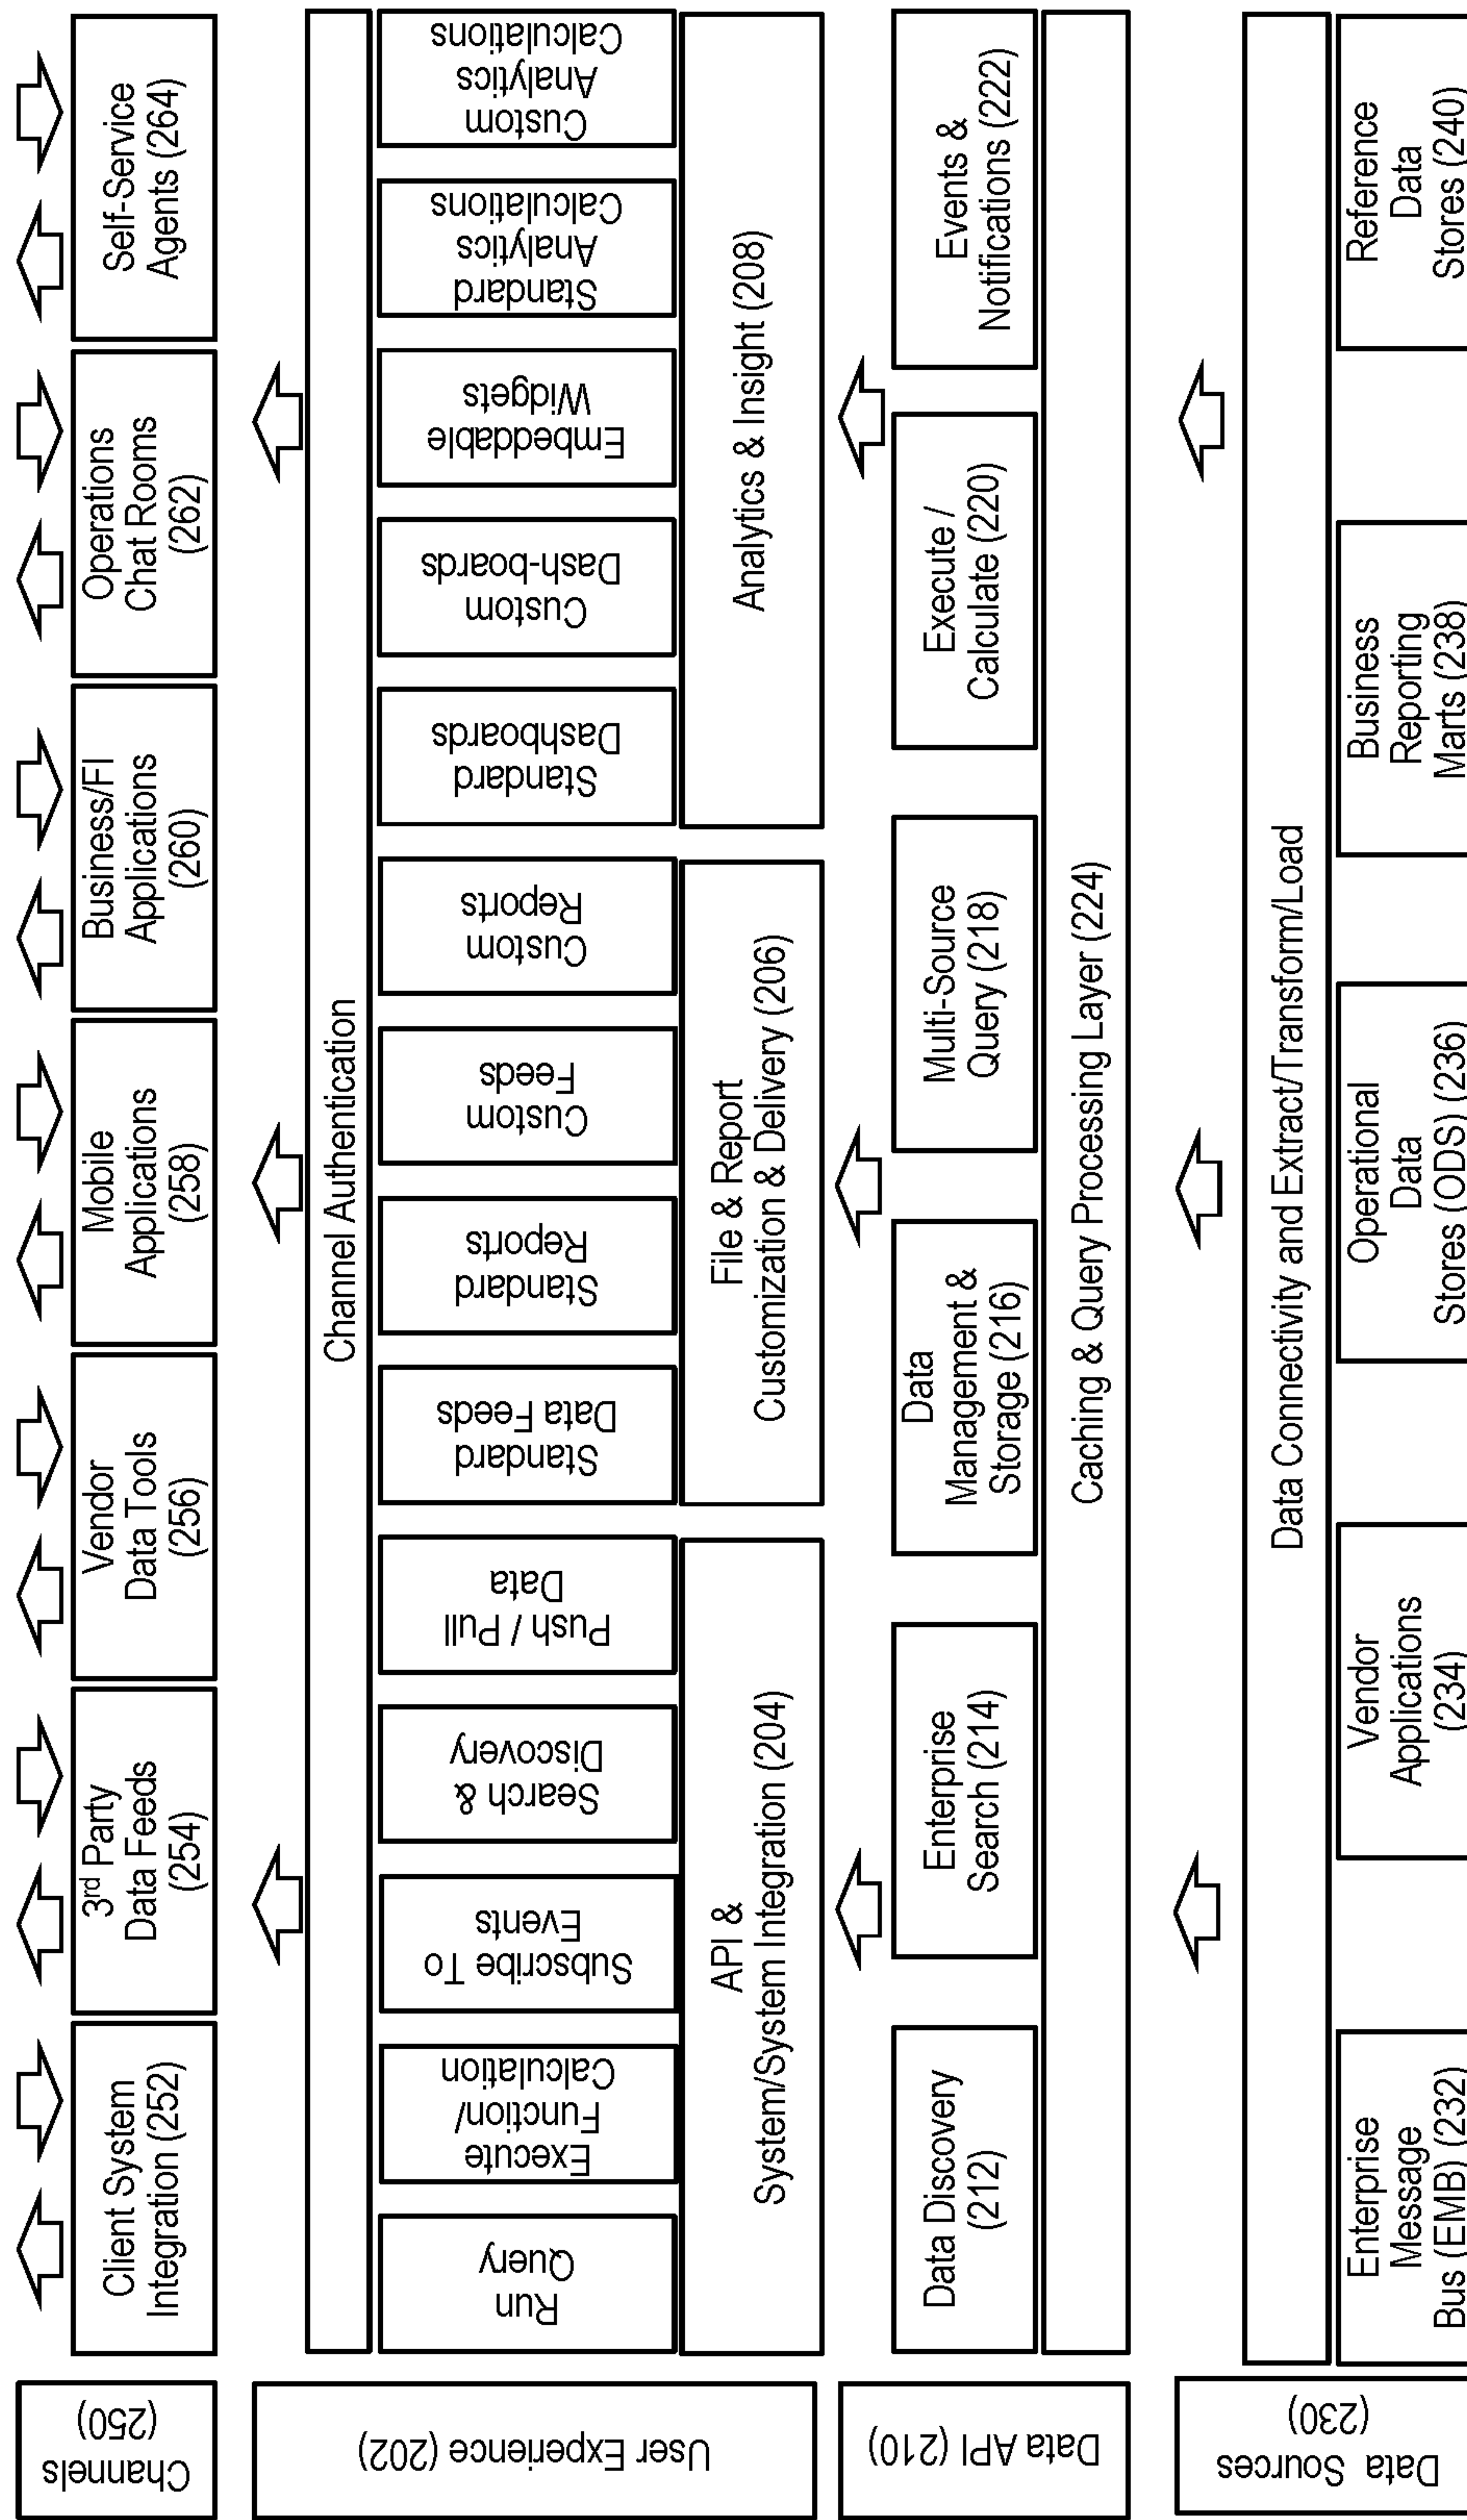 Channels
(250)
Client System
Integration (252)
3rd Party
Data Feeds
(254)
Vendor
Data Tools
(256)
Mobile
Applications
(258)
Business/FI
Applications
(260)
Operations
Chat Rooms
(262)
Self-Service
Agents (264)
User Experience (202)
Channel Authentication
Run
Query
Execute
Function/
Calculation
Subscribe To
Events
Search &
Discovery
Push / Pull
Data
Standard
Data Feeds
Standard
Reports
Custom
Feeds
Custom
Reports
Standard
Dashboards
Custom
Dash-boards
Embeddable
Widgets
Standard
Analytics
Calculations
Custom
Analytics
Calculations
API &
System/System Integration (204)
File & Report
Customization & Delivery (206)
Analytics & Insight (208)
Data API (210)
Data Discovery
(212)
Enterprise
Search (214)
Data
Management &
Storage (216)
Multi-Source
Query (218)
Execute /
Calculate (220)
Events &
Notifications (222)
Caching & Query Processing Layer (224)
Data Sources
(230)
Data Connectivity and Extract/Transform/Load
Enterprise
Message
Bus (EMB) (232)
Vendor
Applications
(234)
Operational
Data
Stores (ODS) (236)
Business
Reporting
Marts (238)
Reference
Data
Stores (240)